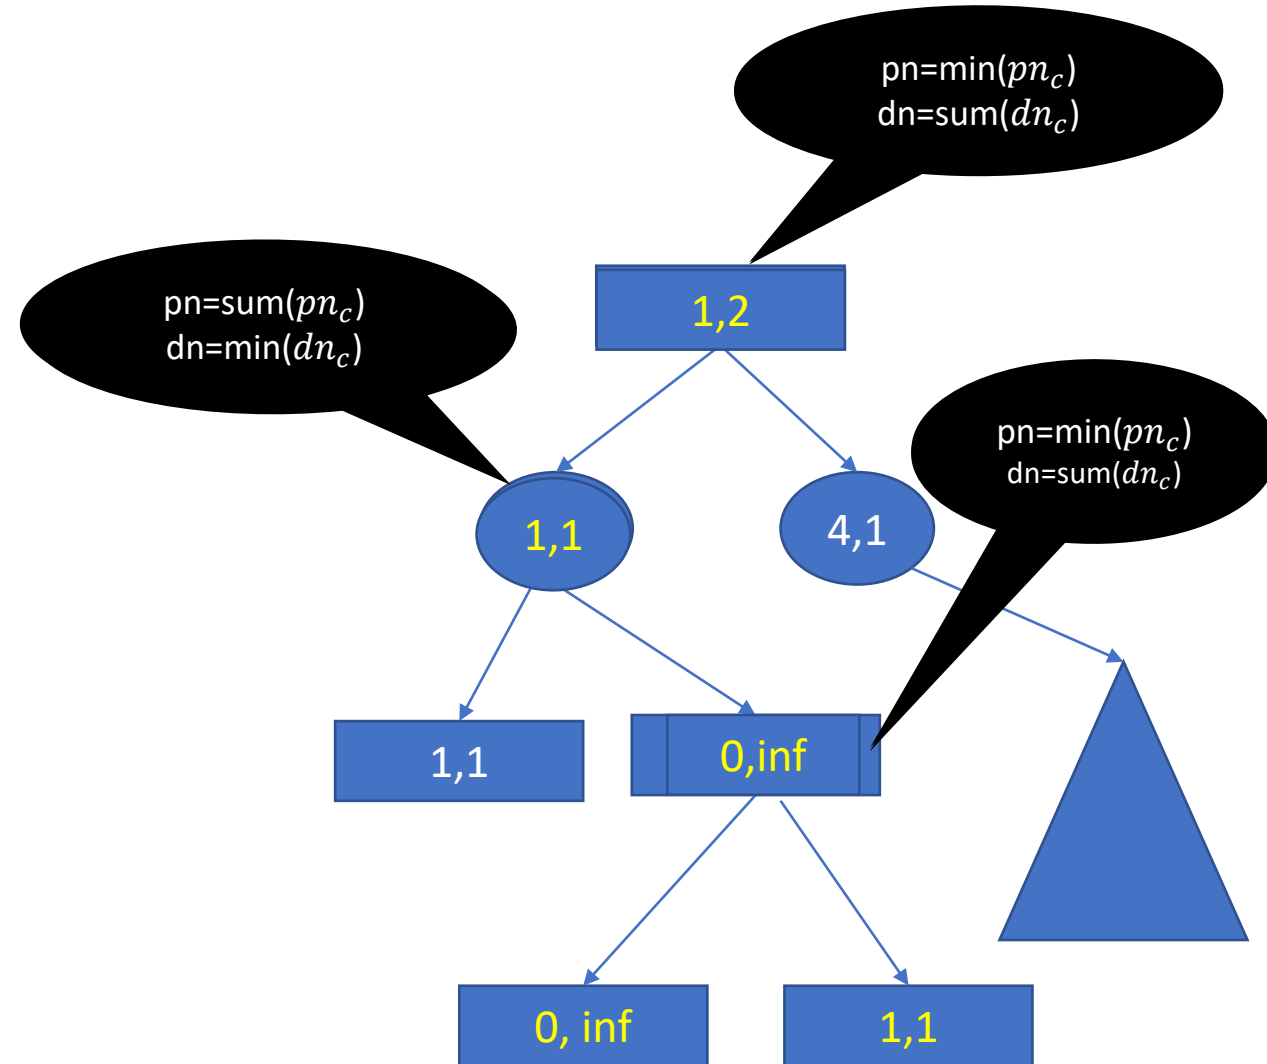 pn=min(pn_c)
dn=sum(dn_c)
1,2
pn=sum(pn_c)
dn=min(dn_c)
pn=min(pn_c)
dn=sum(dn_c)
1,1
4,1
1,1
0,inf
0, inf
1,1